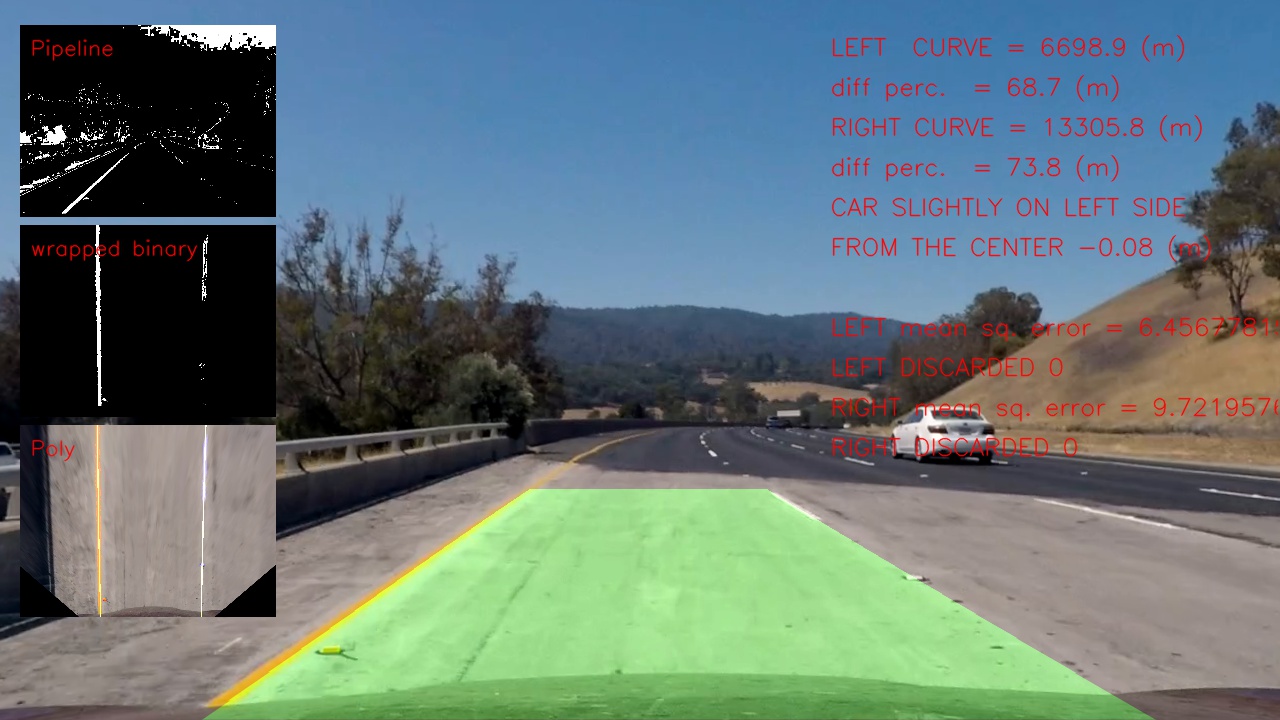 Pipeline
wrapped binary
Poly
LEFT CURVE = 6698.9 (m)
diff perc. = 68.7 (m)
RIGHT CURVE = 13305.8 (m)
diff perc. = 73.8 (m)
CAR SLIGHTLY ON LEFT SIDE
FROM THE CENTER -0.08 (m)
LEFT mean sq. error = 6.4567781
LEFT DISCARDED 0
RIGHT mean sq. error = 9.7219576
RIGHT DISCARDED 0